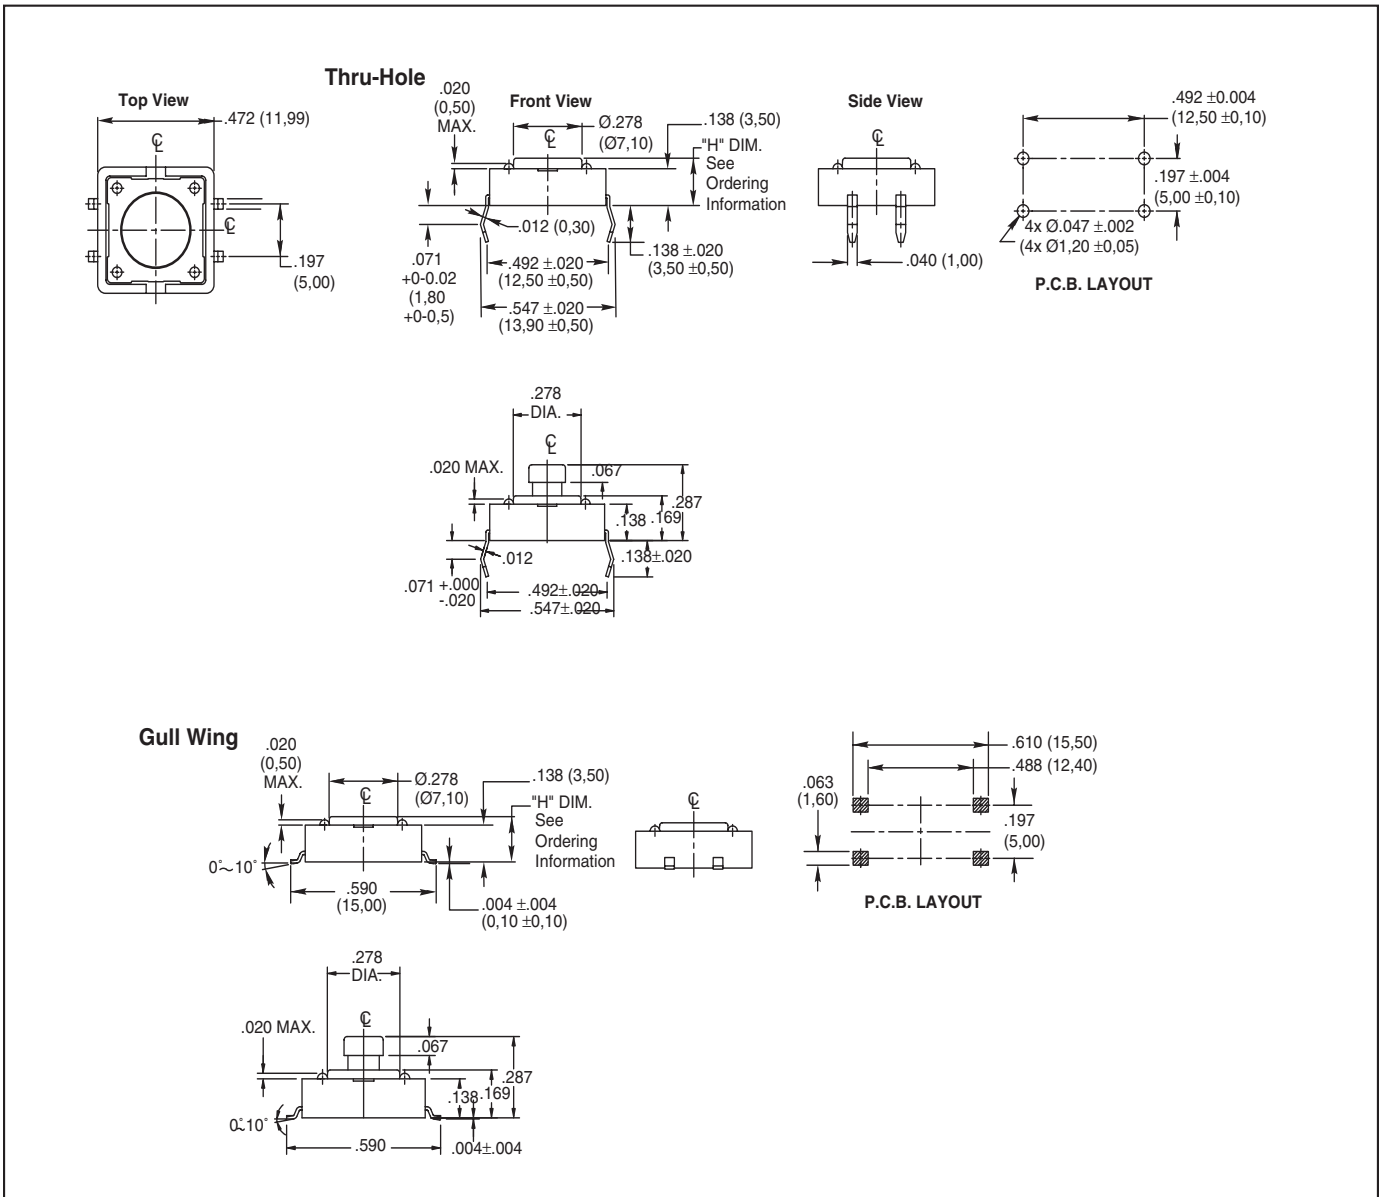 Thru-Hole
Top View
.472 (11,99)
℄
℄
.197
(5,00)
.020
(0,50)
MAX.
Front View
℄
Ø.278
(Ø7,10)
.138 (3,50)
"H" DIM.
See
Ordering
Information
.012 (0,30)
.071
+0-0.02
(1,80
+0-0,5)
.138 ±.020
(3,50 ±0,50)
.492 ±.020
(12,50 ±0,50)
.547 ±.020
(13,90 ±0,50)
Side View
℄
.040 (1,00)
.492 ±0.004
(12,50 ±0,10)
.197 ±.004
(5,00 ±0,10)
4x Ø.047 ±.002
(4x Ø1,20 ±0,05)
P.C.B. LAYOUT
.278
DIA.
℄
.020 MAX.
.067
.287
.138
.169
.012
.138±.020
.071 +.000
-.020
.492±.020
.547±.020
Gull Wing
.020
(0,50)
MAX.
℄
Ø.278
(Ø7,10)
.138 (3,50)
"H" DIM.
See
Ordering
Information
0°~10°
.590
(15,00)
.004 ±.004
(0,10 ±0,10)
℄
.610 (15,50)
.488 (12,40)
.063
(1,60)
.197
(5,00)
P.C.B. LAYOUT
.278
DIA.
℄
.020 MAX.
.067
.287
.138
.169
0°~10°
.590
.004±.004